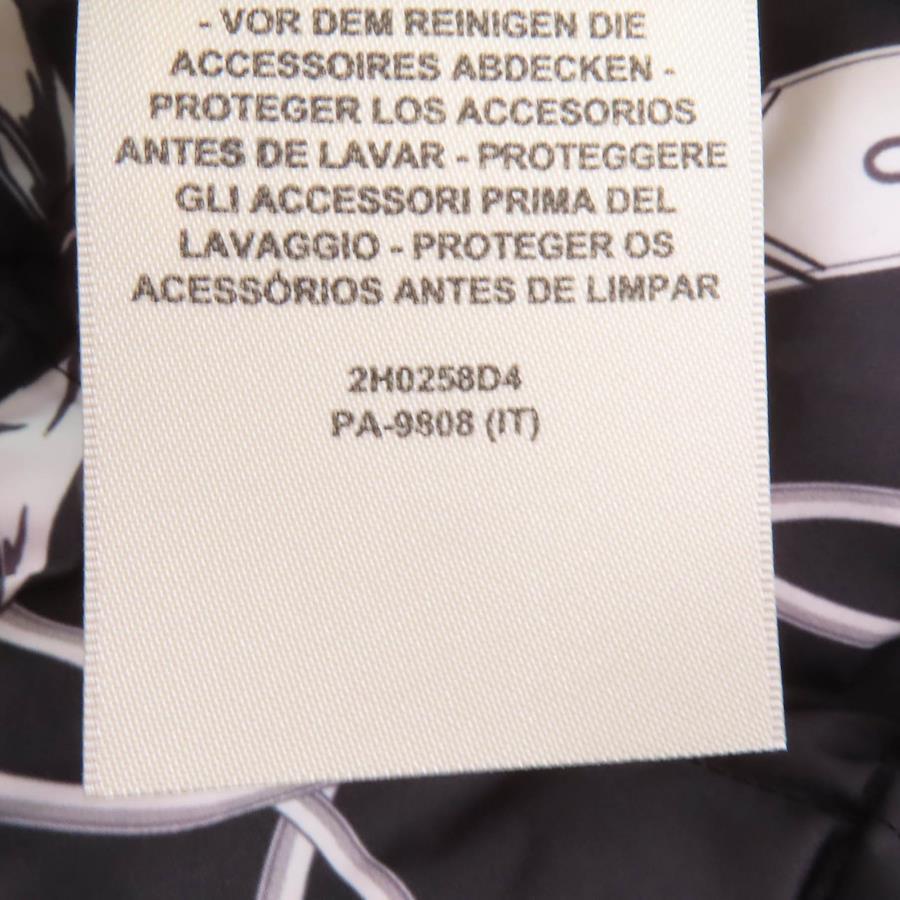 - VOR DEM REINIGEN DIE
ACCESSOIRES ABDECKEN -
PROTEGER LOS ACCESORIOS
ANTES DE LAVAR - PROTEGGERE
GLI ACCESSORI PRIMA DEL
LAVAGGIO - PROTEGER OS
ACESSÓRIOS ANTES DE LIMPAR
2H0258D4
PA-9808 (IT)